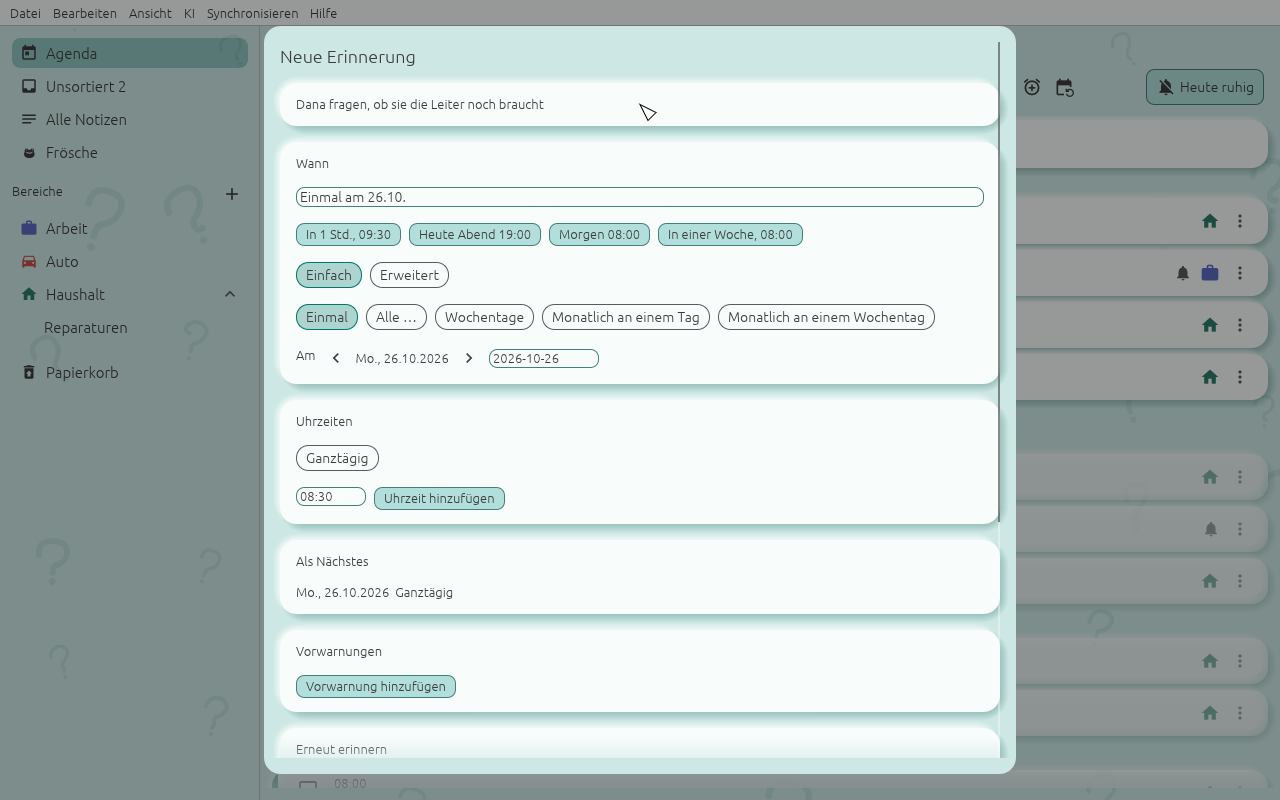 Datei Bearbeiten Ansicht KI Synchronisieren Hilfe
Agenda
Unsortiert 2
Alle Notizen
Frösche
Bereiche
Arbeit
Auto
Haushalt
Reparaturen
Papierkorb
Heute ruhig
Neue Erinnerung
Dana fragen, ob sie die Leiter noch braucht
Wann
Einmal am 26.10.
In 1 Std., 09:30 Heute Abend 19:00 Morgen 08:00 In einer Woche, 08:00
Einfach Erweitert
Einmal Alle … Wochentage Monatlich an einem Tag Monatlich an einem Wochentag
Am Mo., 26.10.2026 2026-10-26
Uhrzeiten
Ganztägig
08:30 Uhrzeit hinzufügen
Als Nächstes
Mo., 26.10.2026 Ganztägig
Vorwarnungen
Vorwarnung hinzufügen
Erneut erinnern
08:00